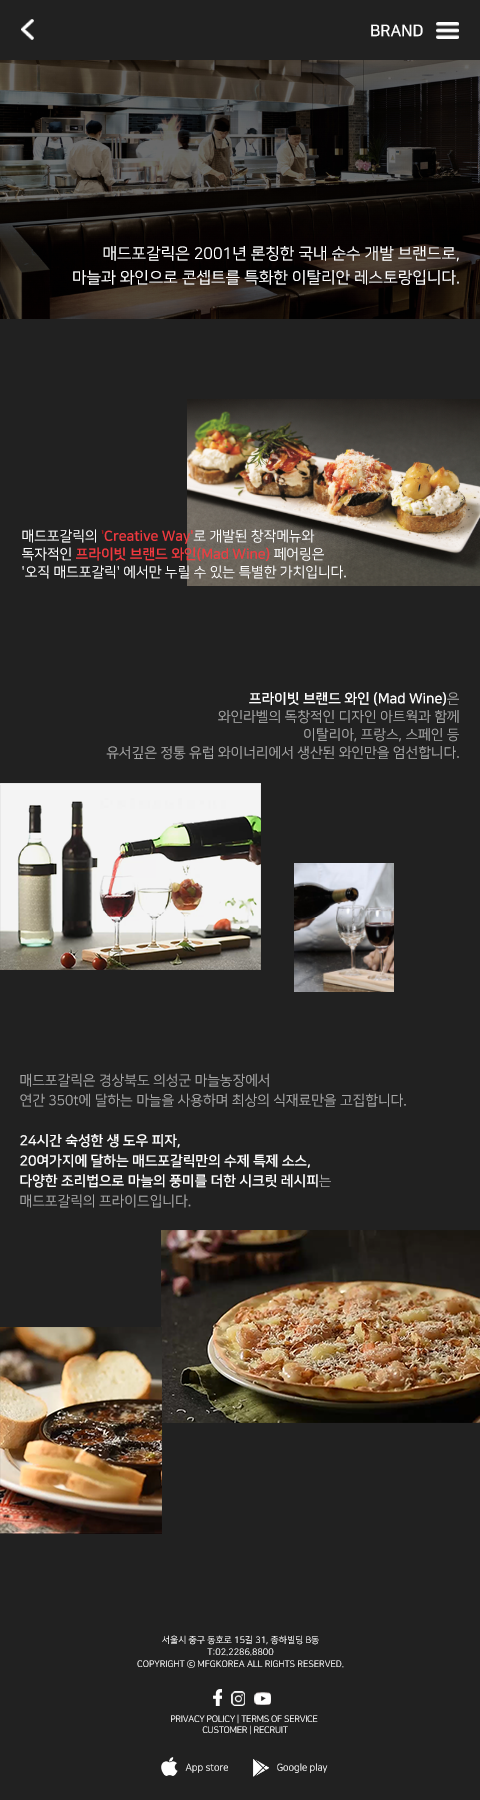 BRAND
매드포갈릭은 2001년 론칭한 국내 순수 개발 브랜드로,
마늘과 와인으로 콘셉트를 특화한 이탈리안 레스토랑입니다.
매드포갈릭의 'Creative Way'로 개발된 창작메뉴와
독자적인 프라이빗 브랜드 와인(Mad Wine) 페어링은
'오직 매드포갈릭' 에서만 누릴 수 있는 특별한 가치입니다.
프라이빗 브랜드 와인 (Mad Wine)은
와인라벨의 독창적인 디자인 아트웍과 함께
이탈리아, 프랑스, 스페인 등
유서깊은 정통 유럽 와이너리에서 생산된 와인만을 엄선합니다.
매드포갈릭은 경상북도 의성군 마늘농장에서
연간 350t에 달하는 마늘을 사용하며 최상의 식재료만을 고집합니다.
24시간 숙성한 생 도우 피자,
20여가지에 달하는 매드포갈릭만의 수제 특제 소스,
다양한 조리법으로 마늘의 풍미를 더한 시크릿 레시피는
매드포갈릭의 프라이드입니다.
서울시 중구 동호로 15길 31, 종하빌딩 B동
T:02.2286.8800
COPYRIGHT © MFGKOREA ALL RIGHTS RESERVED.
PRIVACY POLICY | TERMS OF SERVICE
CUSTOMER | RECRUIT
App store
Google play